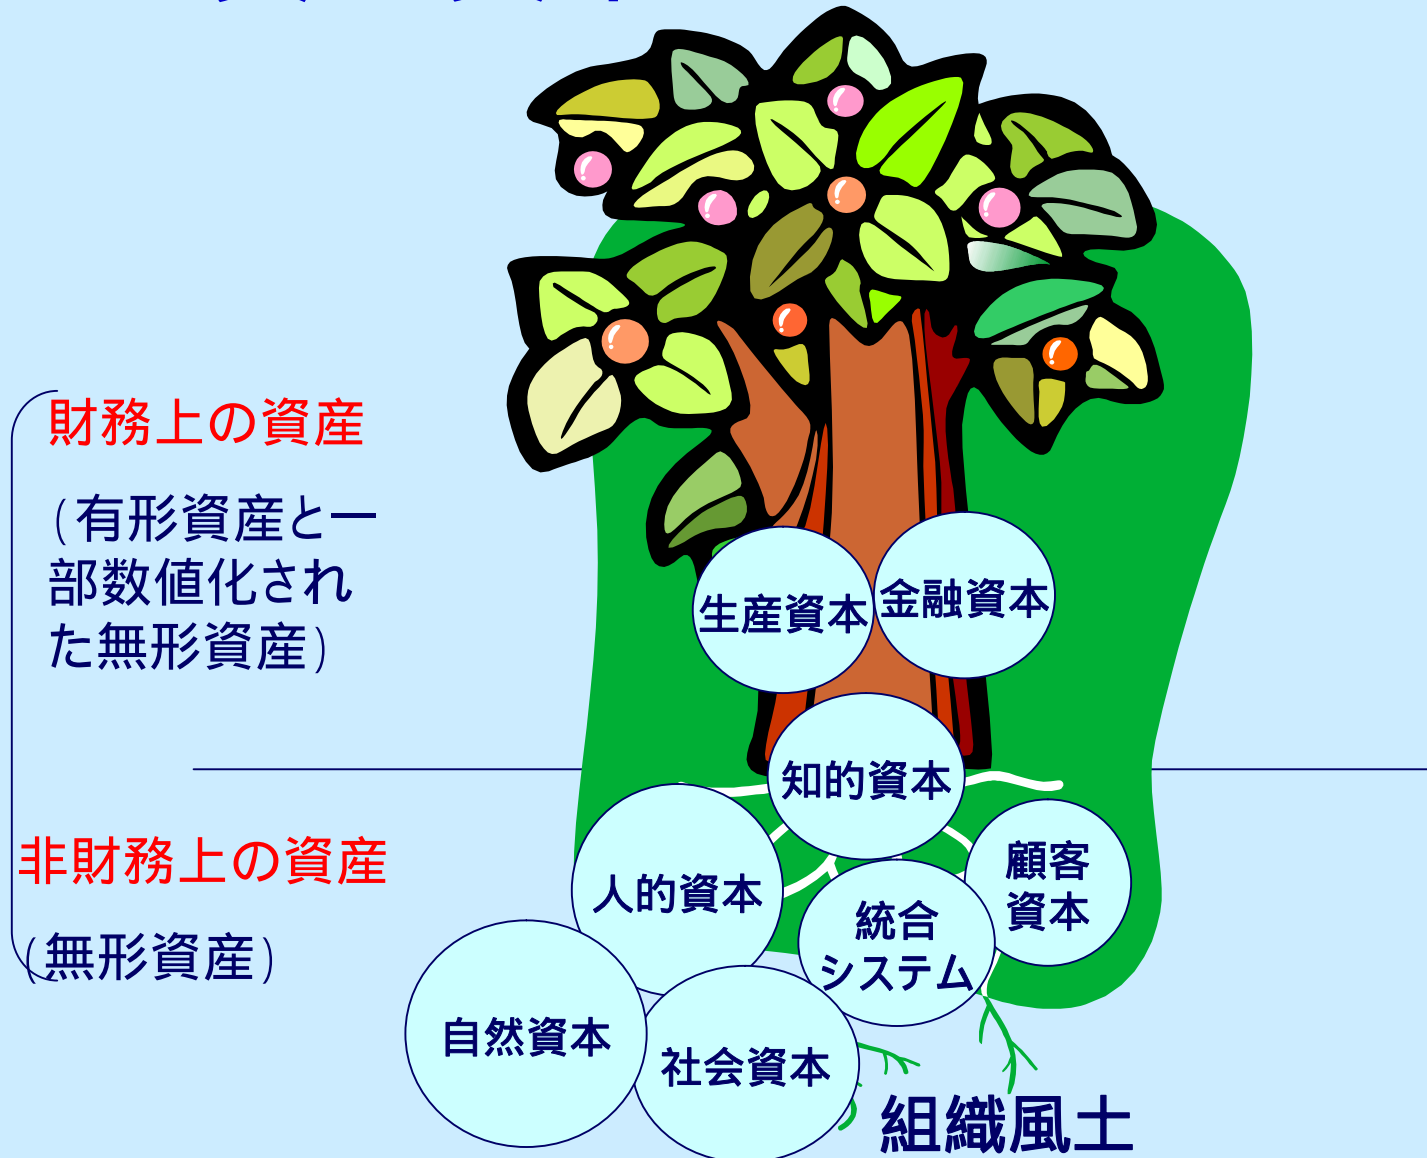 財務上の資産
(有形資産と一
部数値化され
た無形資産)
生産資本
金融資本
知的資本
非財務上の資産
(無形資産)
人的資本
顧客
資本
統合
システム
自然資本
社会資本
組織風土